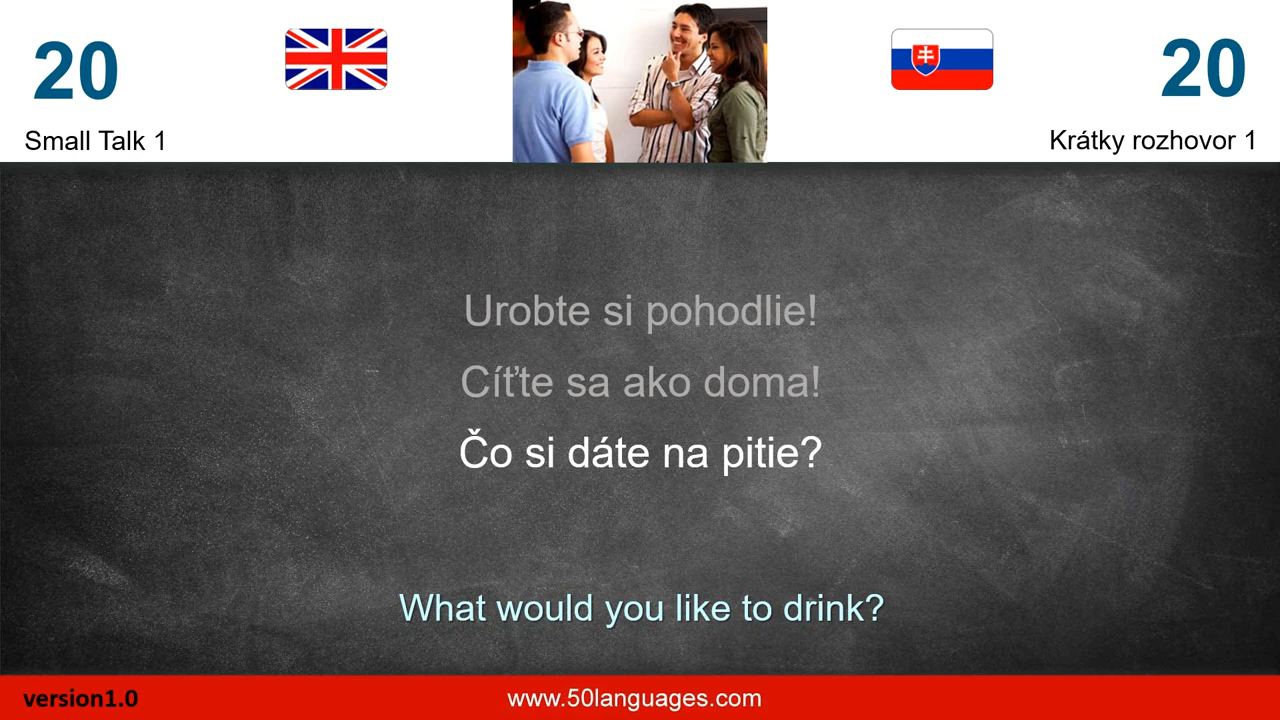 20
20
Small Talk 1
Krátky rozhovor 1
Urobte si pohodlie!
Cíťte sa ako doma!
Čo si dáte na pitie?
What would you like to drink?
version1.0
www.50languages.com